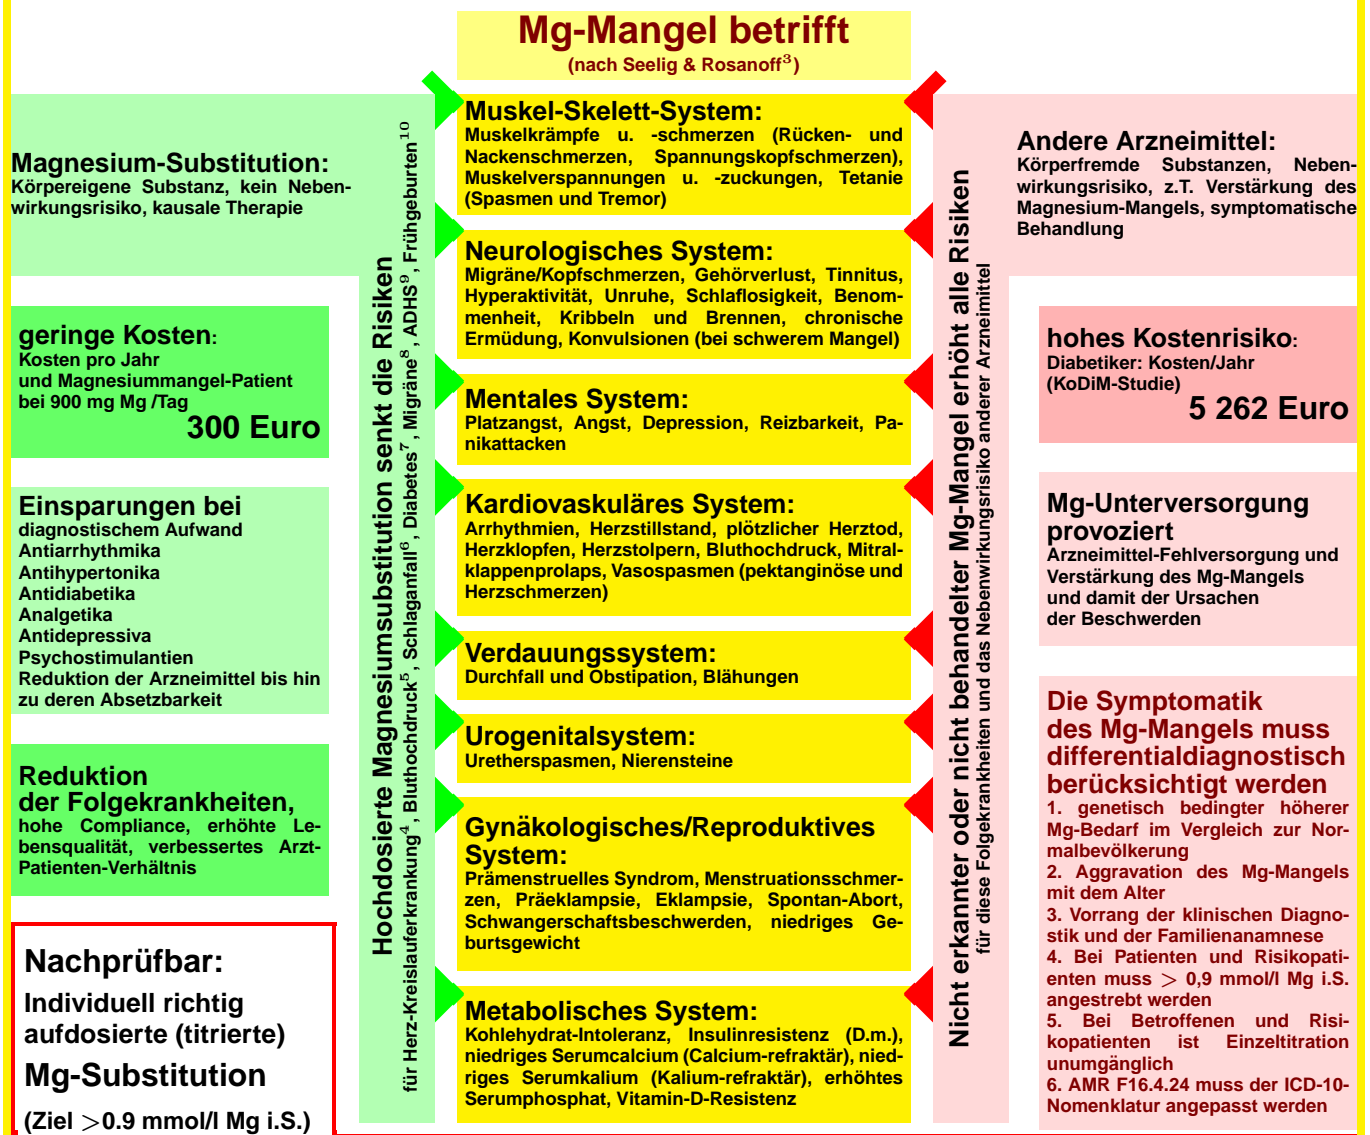 Mg-Mangel betrifft
(nach Seelig & Rosanoff³)
Magnesium-Substitution:
Körpereigene Substanz, kein Neben-
wirkungsrisiko, kausale Therapie
geringe Kosten:
Kosten pro Jahr
und Magnesiummangel-Patient
bei 900 mg Mg /Tag
300 Euro
Einsparungen bei
diagnostischem Aufwand
Antiarrhythmika
Antihypertonika
Antidiabetika
Analgetika
Antidepressiva
Psychostimulantien
Reduktion der Arzneimittel bis hin
zu deren Absetzbarkeit
Reduktion
der Folgekrankheiten,
hohe Compliance, erhöhte Le-
bensqualität, verbessertes Arzt-
Patienten-Verhältnis
Nachprüfbar:
Individuell richtig
aufdosierte (titrierte)
Mg-Substitution
(Ziel >0.9 mmol/l Mg i.S.)
Hochdosierte Magnesiumsubstitution senkt die Risiken
für Herz-Kreislauferkrankung⁴, Bluthochdruck⁵, Schlaganfall⁶, Diabetes⁷, Migräne⁸, ADHS⁹, Frühgeburten¹⁰
Muskel-Skelett-System:
Muskelkrämpfe u. -schmerzen (Rücken- und
Nackenschmerzen, Spannungskopfschmerzen),
Muskelverspannungen u. -zuckungen, Tetanie
(Spasmen und Tremor)
Neurologisches System:
Migräne/Kopfschmerzen, Gehörverlust, Tinnitus,
Hyperaktivität, Unruhe, Schlaflosigkeit, Benom-
menheit, Kribbeln und Brennen, chronische
Ermüdung, Konvulsionen (bei schwerem Mangel)
Mentales System:
Platzangst, Angst, Depression, Reizbarkeit, Pa-
nikattacken
Kardiovaskuläres System:
Arrhythmien, Herzstillstand, plötzlicher Herztod,
Herzklopfen, Herzstolpern, Bluthochdruck, Mitral-
klappenprolaps, Vasospasmen (pektanginöse und
Herzschmerzen)
Verdauungssystem:
Durchfall und Obstipation, Blähungen
Urogenitalsystem:
Uretherspasmen, Nierensteine
Gynäkologisches/Reproduktives
System:
Prämenstruelles Syndrom, Menstruationsschmer-
zen, Präeklampsie, Eklampsie, Spontan-Abort,
Schwangerschaftsbeschwerden, niedriges Ge-
burtsgewicht
Metabolisches System:
Kohlehydrat-Intoleranz, Insulinresistenz (D.m.),
niedriges Serumcalcium (Calcium-refraktär), nied-
riges Serumkalium (Kalium-refraktär), erhöhtes
Serumphosphat, Vitamin-D-Resistenz
Nicht erkannter oder nicht behandelter Mg-Mangel erhöht alle Risiken
für diese Folgekrankheiten und das Nebenwirkungsrisiko anderer Arzneimittel
Andere Arzneimittel:
Körperfremde Substanzen, Neben-
wirkungsrisiko, z.T. Verstärkung des
Magnesium-Mangels, symptomatische
Behandlung
hohes Kostenrisiko:
Diabetiker: Kosten/Jahr
(KoDiM-Studie)
5 262 Euro
Mg-Unterversorgung
provoziert
Arzneimittel-Fehlversorgung und
Verstärkung des Mg-Mangels
und damit der Ursachen
der Beschwerden
Die Symptomatik
des Mg-Mangels muss
differentialdiagnostisch
berücksichtigt werden
1. genetisch bedingter höherer
Mg-Bedarf im Vergleich zur Nor-
malbevölkerung
2. Aggravation des Mg-Mangels
mit dem Alter
3. Vorrang der klinischen Diagno-
stik und der Familienanamnese
4. Bei Patienten und Risikopati-
enten muss > 0,9 mmol/l Mg i.S.
angestrebt werden
5. Bei Betroffenen und Risi-
kopatienten ist Einzeltitration
unumgänglich
6. AMR F16.4.24 muss der ICD-10-
Nomenklatur angepasst werden